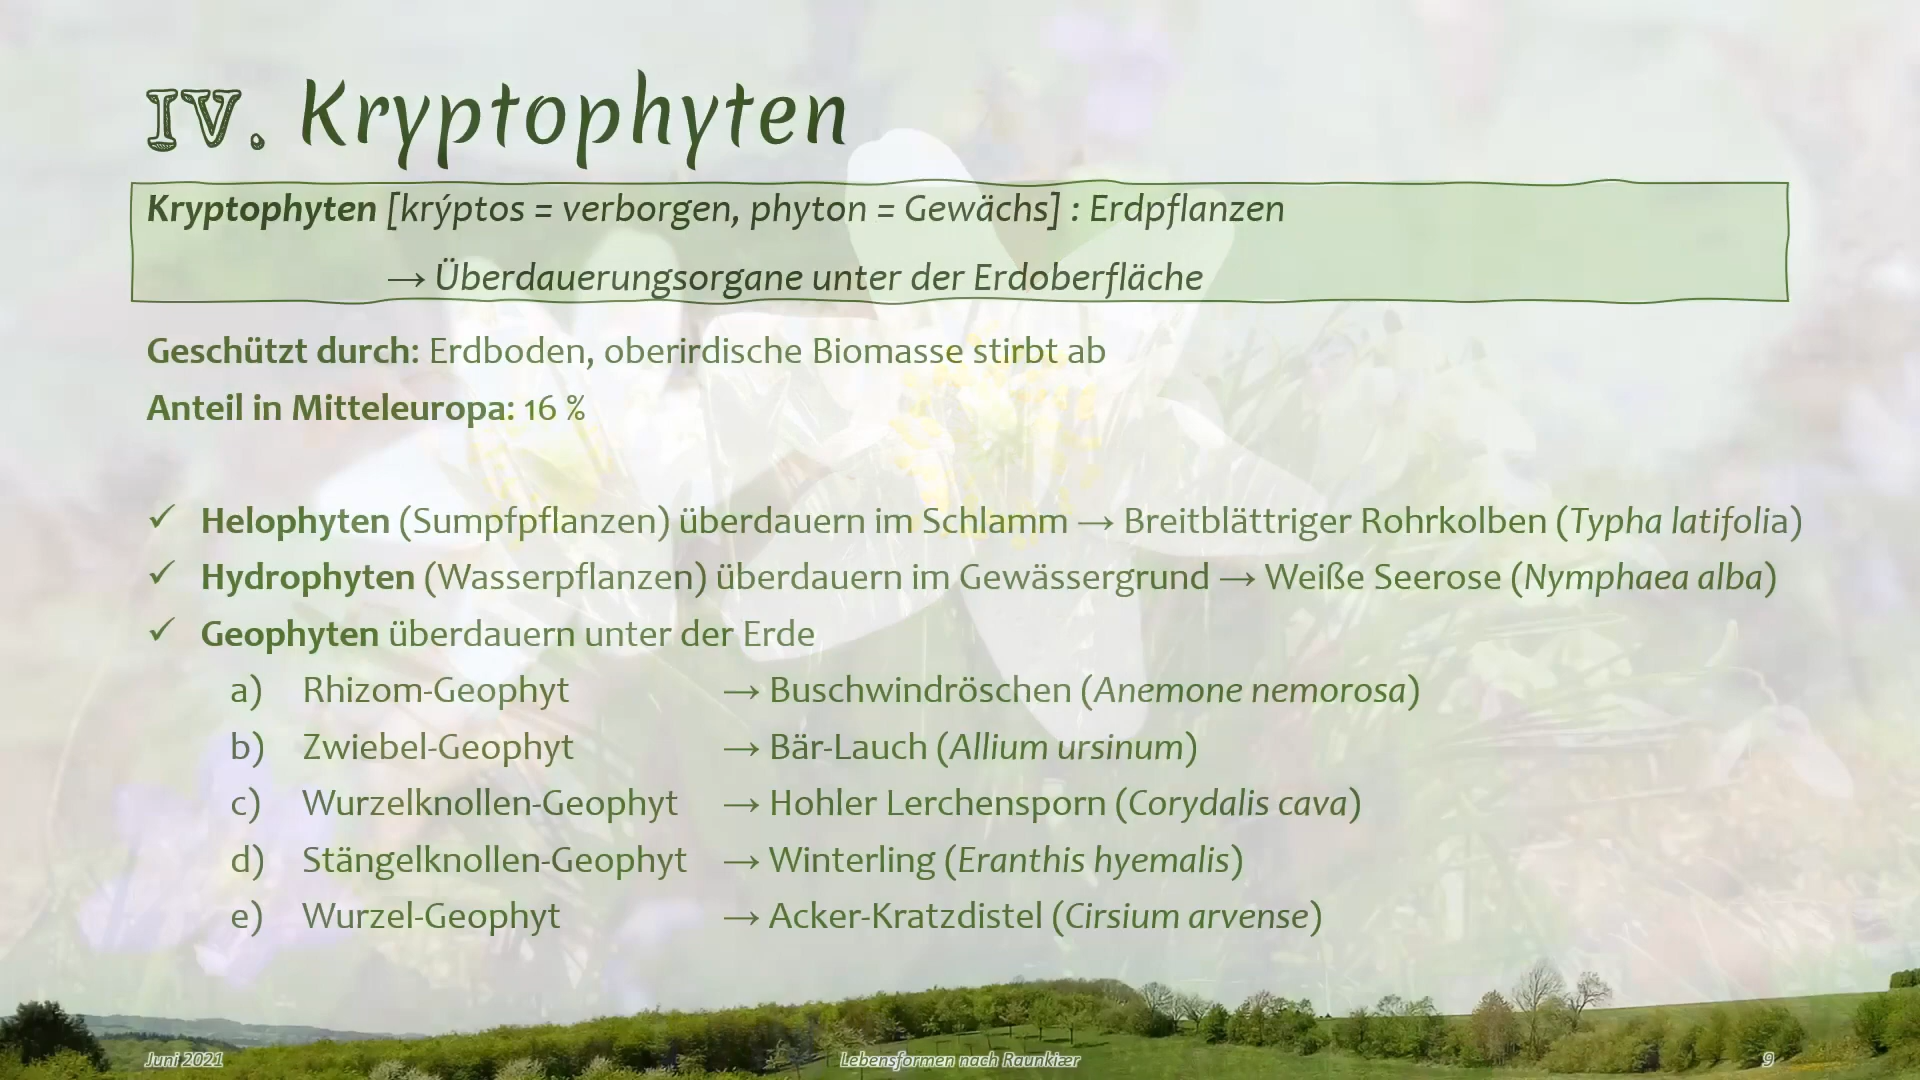 IV. Kryptophyten
Kryptophyten [krýptos = verborgen, phyton = Gewächs] : Erdpflanzen
→ Überdauerungsorgane unter der Erdoberfläche
Geschützt durch: Erdboden, oberirdische Biomasse stirbt ab
Anteil in Mitteleuropa: 16 %
✓ Helophyten (Sumpfpflanzen) überdauern im Schlamm → Breitblättriger Rohrkolben (Typha latifolia)
✓ Hydrophyten (Wasserpflanzen) überdauern im Gewässergrund → Weiße Seerose (Nymphaea alba)
✓ Geophyten überdauern unter der Erde
a) Rhizom-Geophyt → Buschwindröschen (Anemone nemorosa)
b) Zwiebel-Geophyt → Bär-Lauch (Allium ursinum)
c) Wurzelknollen-Geophyt → Hohler Lerchensporn (Corydalis cava)
d) Stängelknollen-Geophyt → Winterling (Eranthis hyemalis)
e) Wurzel-Geophyt → Acker-Kratzdistel (Cirsium arvense)
Juni 2021 Lebensformen nach Raunkiær 9